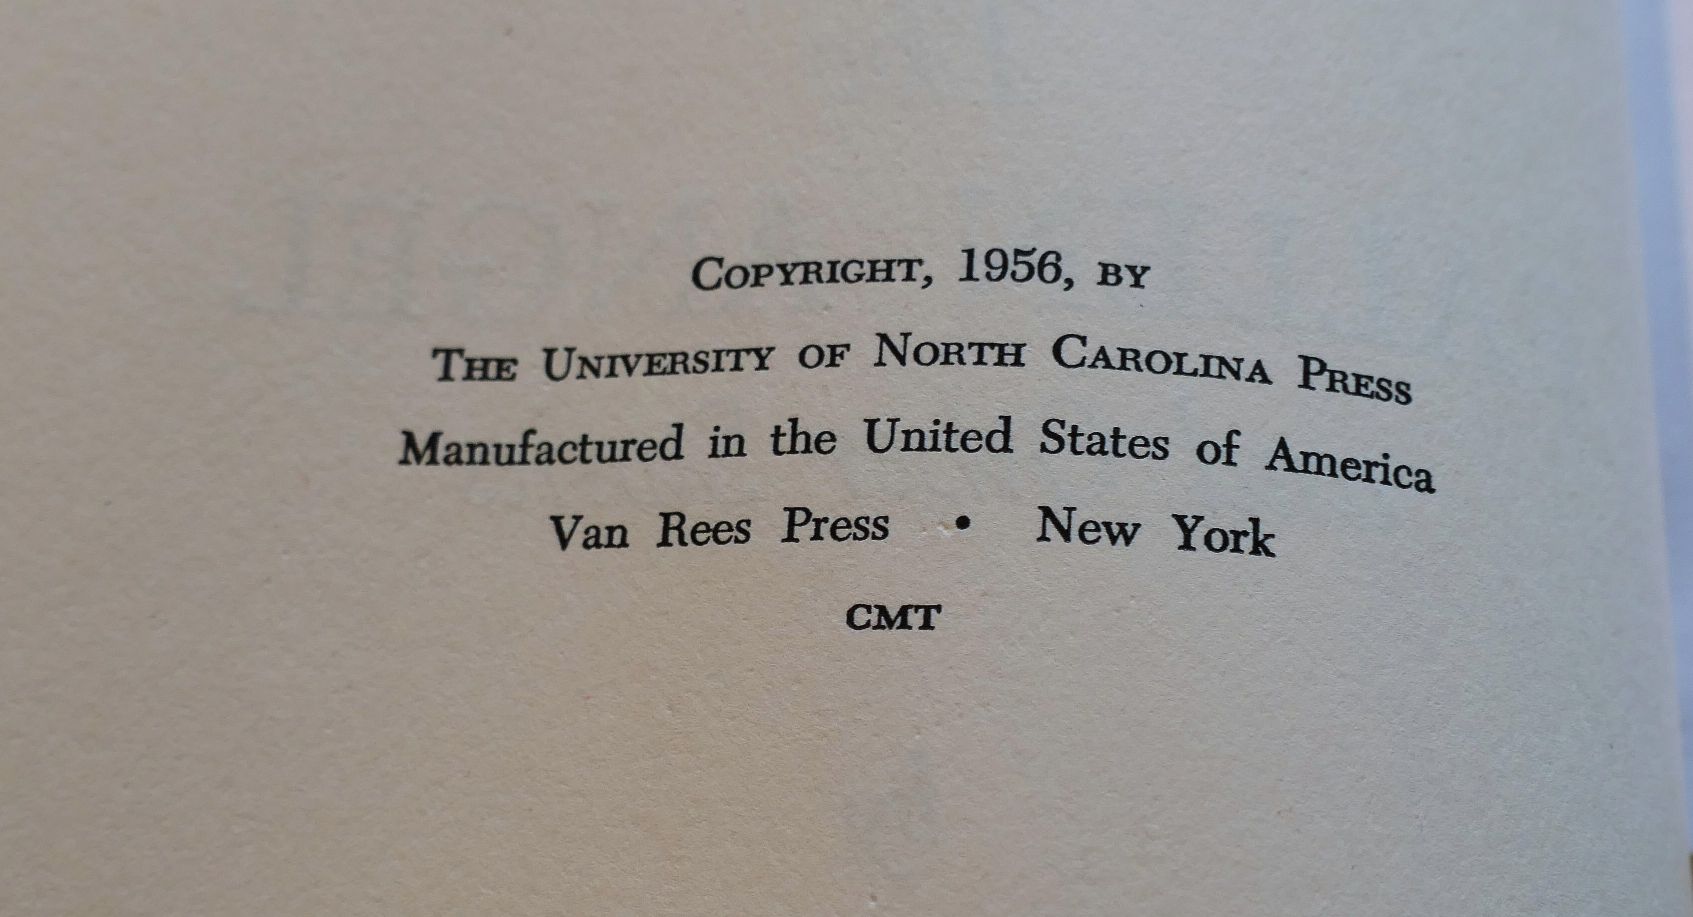 Copyright, 1956, by
The University of North Carolina Press
Manufactured in the United States of America
Van Rees Press • New York
CMT